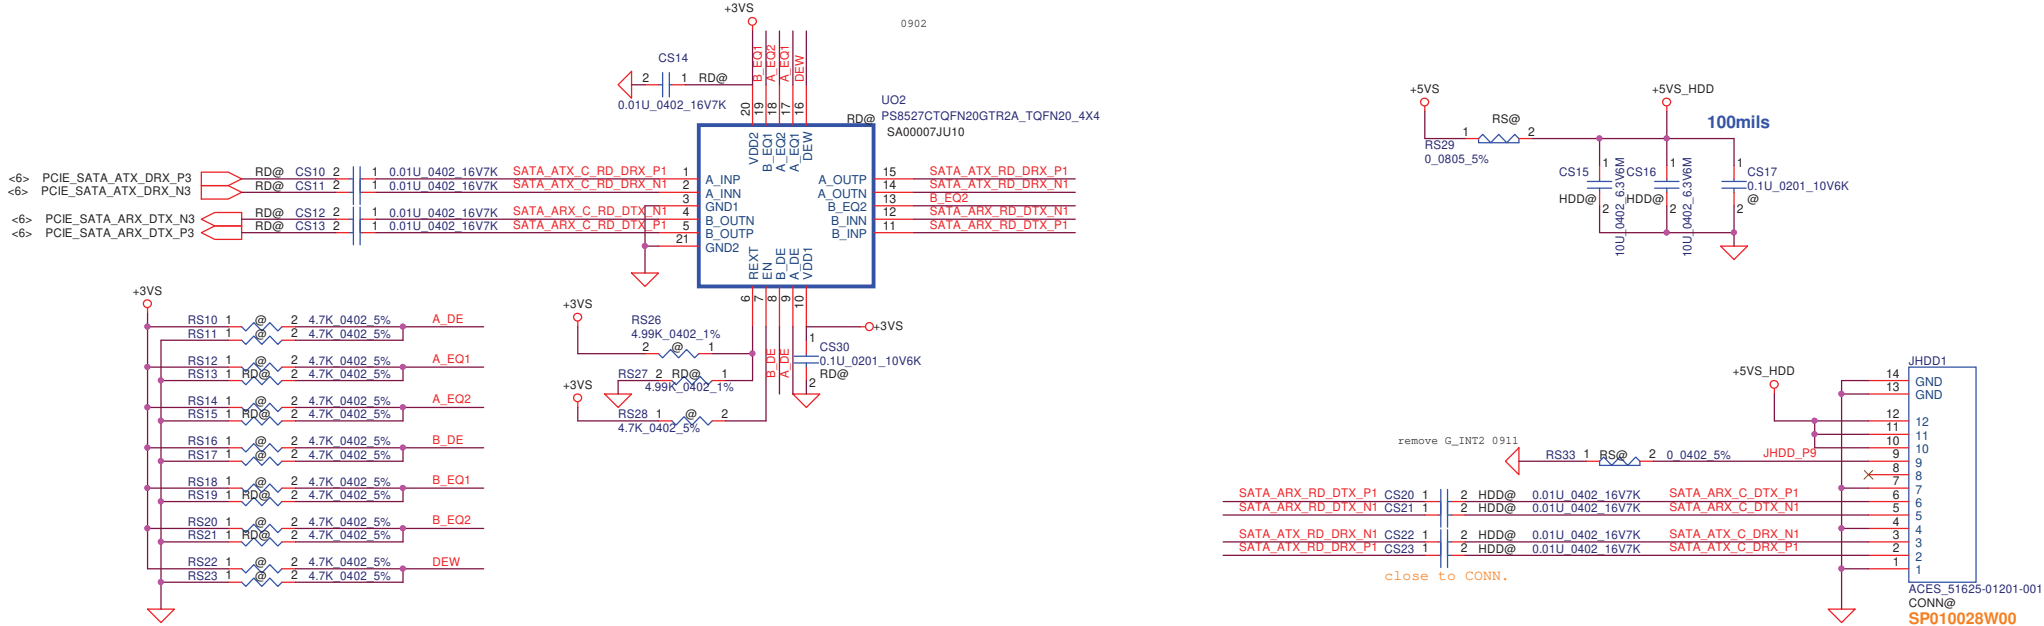 +3VS
0902
CS14
2 1 RD@
0.01U_0402_16V7K
B_EQ1
A_EQ2
A_EQ1
DEW
20
19
18
17
16
UO2
RD@ PS8527CTQFN20GTR2A_TQFN20_4X4
SA00007JU10
VDD2
B_EQ1
A_EQ2
A_EQ1
DEW
<6> PCIE_SATA_ATX_DRX_P3 RD@ CS10 2 1 0.01U_0402_16V7K SATA_ATX_C_RD_DRX_P1 1 A_INP
<6> PCIE_SATA_ATX_DRX_N3 RD@ CS11 2 1 0.01U_0402_16V7K SATA_ATX_C_RD_DRX_N1 2 A_INN
3 GND1
<6> PCIE_SATA_ARX_DTX_N3 RD@ CS12 2 1 0.01U_0402_16V7K SATA_ARX_C_RD_DTX_N1 4 B_OUTN
<6> PCIE_SATA_ARX_DTX_P3 RD@ CS13 2 1 0.01U_0402_16V7K SATA_ARX_C_RD_DTX_P1 5 B_OUTP
21 GND2
A_OUTP 15 SATA_ATX_RD_DRX_P1
A_OUTN 14 SATA_ATX_RD_DRX_N1
B_EQ2 13 B_EQ2
B_INN 12 SATA_ARX_RD_DTX_N1
B_INP 11 SATA_ARX_RD_DTX_P1
REXT
EN
B_DE
A_DE
VDD1
6
7
8
9
10
+3VS
RS10 1 @ 2 4.7K_0402_5% A_DE
RS11 1 @ 2 4.7K_0402_5%
RS12 1 @ 2 4.7K_0402_5% A_EQ1
RS13 1 RD@ 2 4.7K_0402_5%
RS14 1 @ 2 4.7K_0402_5% A_EQ2
RS15 1 RD@ 2 4.7K_0402_5%
RS16 1 @ 2 4.7K_0402_5% B_DE
RS17 1 @ 2 4.7K_0402_5%
RS18 1 @ 2 4.7K_0402_5% B_EQ1
RS19 1 RD@ 2 4.7K_0402_5%
RS20 1 @ 2 4.7K_0402_5% B_EQ2
RS21 1 RD@ 2 4.7K_0402_5%
RS22 1 @ 2 4.7K_0402_5% DEW
RS23 1 @ 2 4.7K_0402_5%
+3VS
RS26
4.99K_0402_1%
2 @ 1
RS27 2 RD@ 1
4.99K_0402_1%
+3VS
RS28 1 @ 2
4.7K_0402_5%
B_DE
A_DE
+3VS
1
CS30
0.1U_0201_10V6K
RD@
2
+5VS
RS@
1 2
RS29
0_0805_5%
+5VS_HDD
100mils
1
CS15
HDD@
2
10U_0402_6.3V6M
1
CS16
HDD@
2
10U_0402_6.3V6M
1
CS17
0.1U_0201_10V6K
@
2
JHDD1
+5VS_HDD
14 GND
13 GND
12 12
11 11
10 10
remove G_INT2 0911
RS33 1 RS@ 2 0_0402_5% JHDD_P9 9 9
8 8
7 7
SATA_ARX_RD_DTX_P1 CS20 1 2 HDD@ 0.01U_0402_16V7K SATA_ARX_C_DTX_P1 6 6
SATA_ARX_RD_DTX_N1 CS21 1 2 HDD@ 0.01U_0402_16V7K SATA_ARX_C_DTX_N1 5 5
4 4
SATA_ATX_RD_DRX_N1 CS22 1 2 HDD@ 0.01U_0402_16V7K SATA_ATX_C_DRX_N1 3 3
SATA_ATX_RD_DRX_P1 CS23 1 2 HDD@ 0.01U_0402_16V7K SATA_ATX_C_DRX_P1 2 2
1 1
close to CONN.
ACES_51625-01201-001
CONN@
SP010028W00